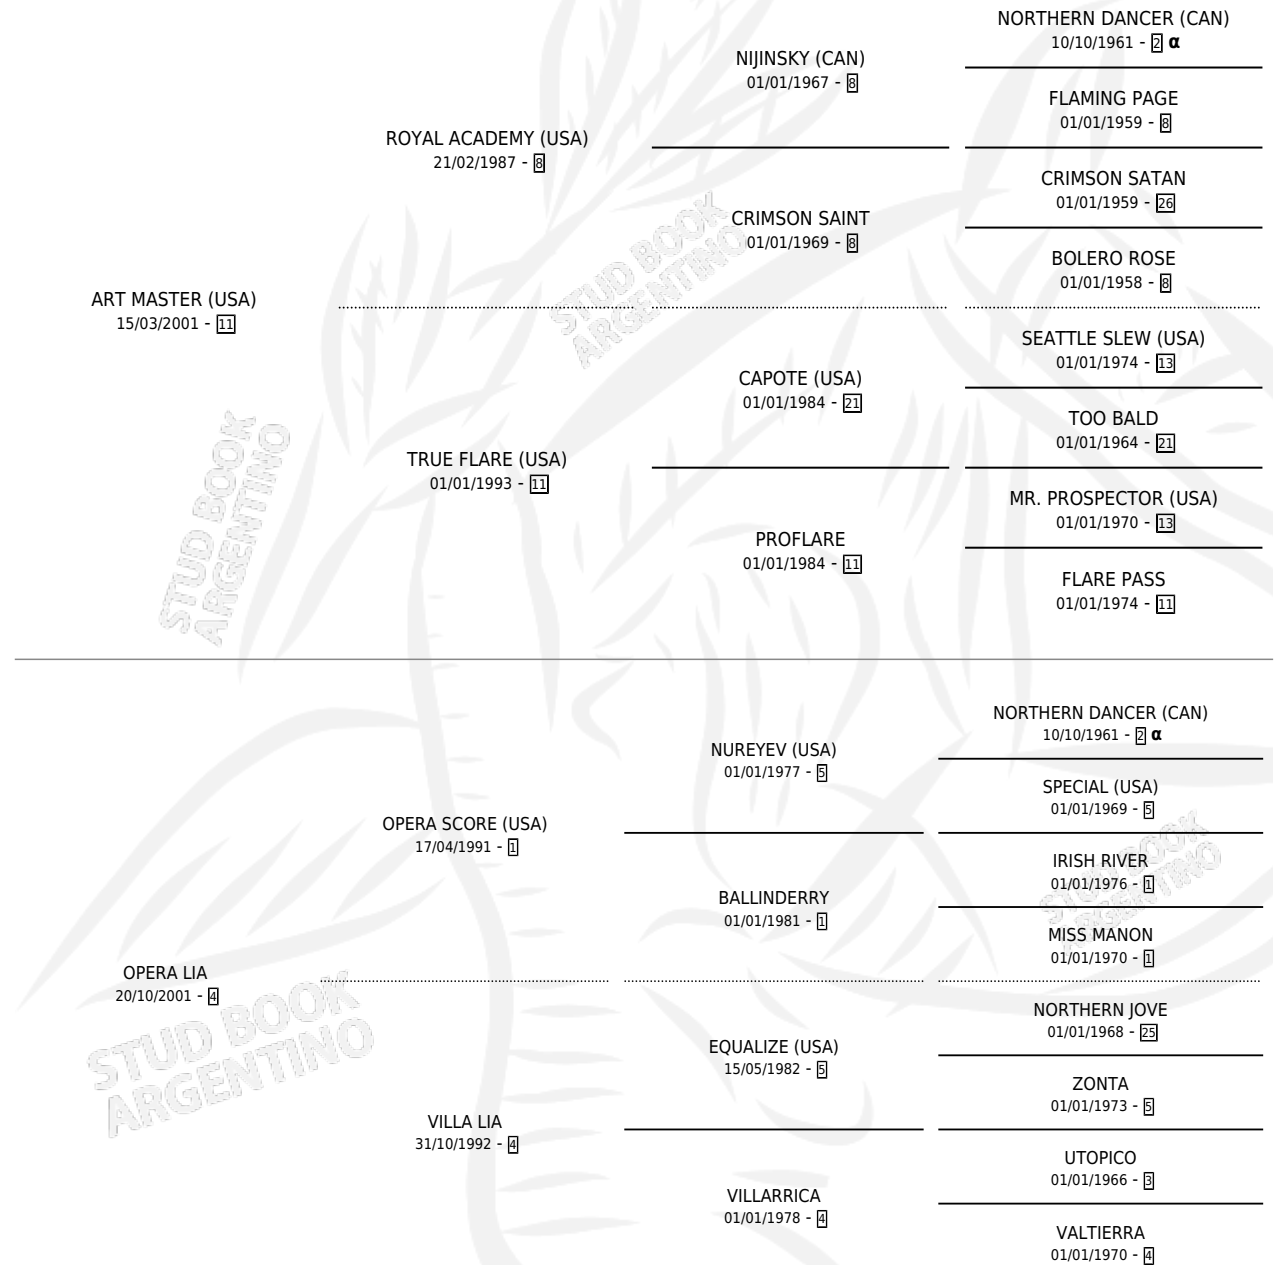 NORTHERN DANCER (CAN)
10/10/1961 - 2 α
NIJINSKY (CAN)
01/01/1967 - 8
FLAMING PAGE
01/01/1959 - 8
ROYAL ACADEMY (USA)
21/02/1987 - 8
CRIMSON SATAN
01/01/1959 - 26
CRIMSON SAINT
01/01/1969 - 8
BOLERO ROSE
01/01/1958 - 8
STUD BOOK
ARGENTINO
ART MASTER (USA)
15/03/2001 - 11
SEATTLE SLEW (USA)
01/01/1974 - 13
CAPOTE (USA)
01/01/1984 - 21
TOO BALD
01/01/1964 - 21
TRUE FLARE (USA)
01/01/1993 - 11
MR. PROSPECTOR (USA)
01/01/1970 - 13
PROFLARE
01/01/1984 - 11
FLARE PASS
01/01/1974 - 11
STUD BOOK
ARGENTINO
NORTHERN DANCER (CAN)
10/10/1961 - 2 α
NUREYEV (USA)
01/01/1977 - 5
SPECIAL (USA)
01/01/1969 - 5
OPERA SCORE (USA)
17/04/1991 - 1
IRISH RIVER
01/01/1976 - 1
BALLINDERRY
01/01/1981 - 1
MISS MANON
01/01/1970 - 1
STUD BOOK
ARGENTINO
OPERA LIA
20/10/2001 - 4
NORTHERN JOVE
01/01/1968 - 25
EQUALIZE (USA)
15/05/1982 - 5
ZONTA
01/01/1973 - 5
VILLA LIA
31/10/1992 - 4
UTOPICO
01/01/1966 - 3
VILLARRICA
01/01/1978 - 4
VALTIERRA
01/01/1970 - 4
STUD BOOK
ARGENTINO